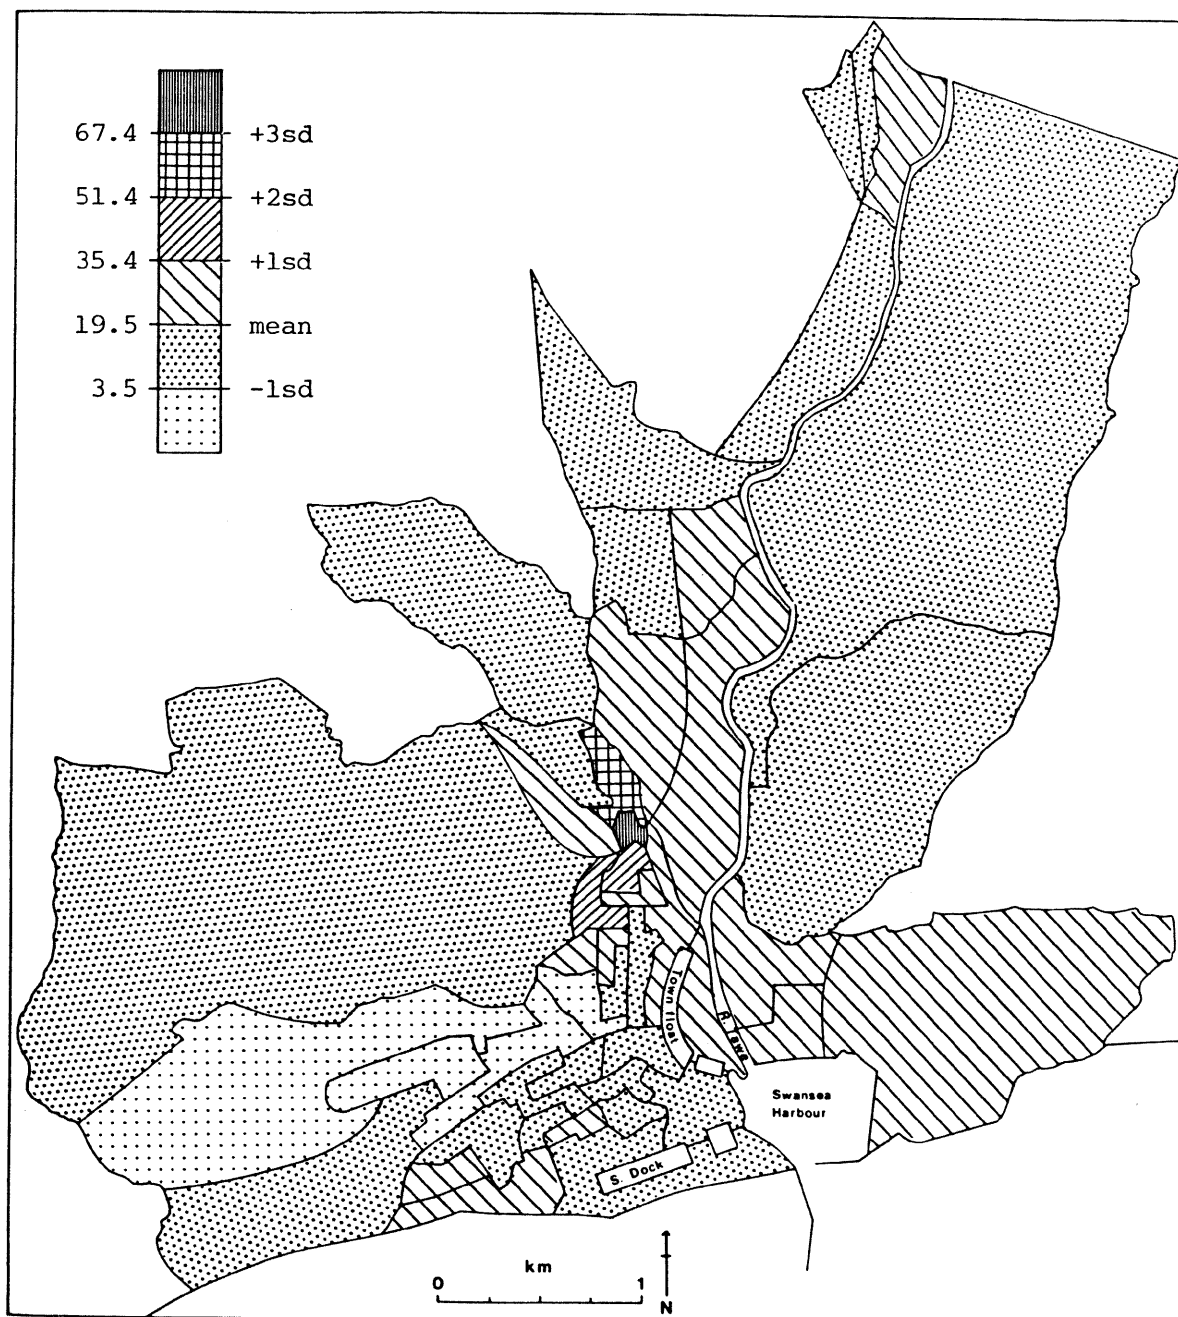 67.4 +3sd
51.4 +2sd
35.4 +1sd
19.5 mean
3.5 -1sd
Town float
R. Tawe
Swansea
Harbour
S. Dock
km
0 1
N